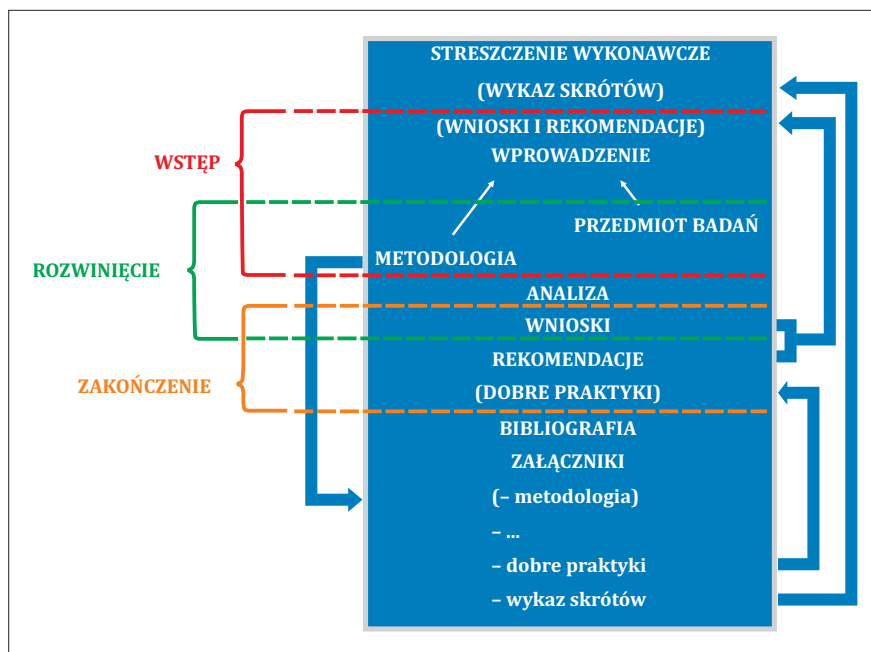 STRESZCZENIE WYKONAWCZE
(WYKAZ SKRÓTÓW)
(WNIOSKI I REKOMENDACJE)
WSTĘP
WPROWADZENIE
PRZEDMIOT BADAŃ
METODOLOGIA
ROZWINIĘCIE
ANALIZA
WNIOSKI
REKOMENDACJE
ZAKOŃCZENIE
(DOBRE PRAKTYKI)
BIBLIOGRAFIA
ZAŁĄCZNIKI
(– metodologia)
– ...
– dobre praktyki
– wykaz skrótów